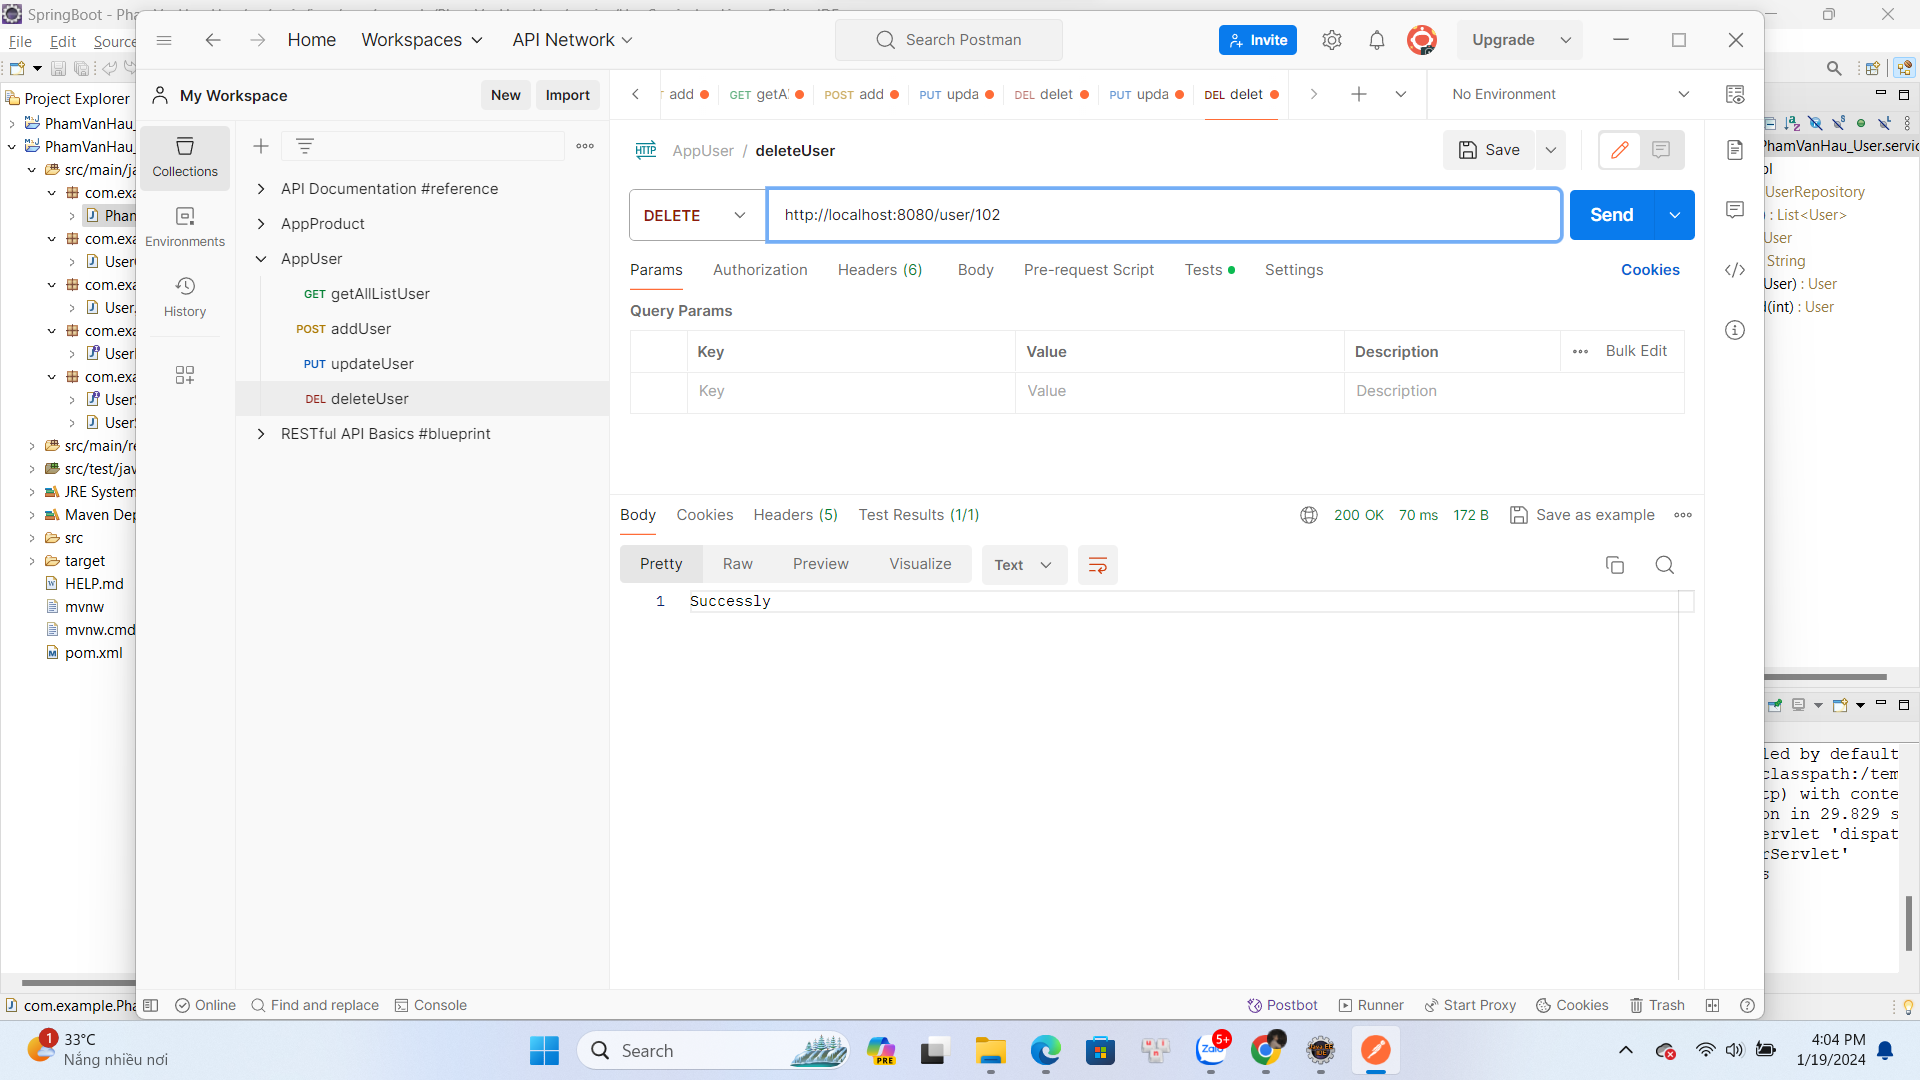 SpringBoot - Pha
File Edit Source
Project Explorer
PhamVanHau_
PhamVanHau_
src/main/ja
com.exa
Phan
com.exa
User
com.exa
User.
com.exa
User
com.exa
User
User
src/main/re
src/test/jav
JRE System
Maven Dep
src
target
HELP.md
mvnw
mvnw.cmd
pom.xml
com.example.Pha
Home Workspaces API Network Search Postman Invite Upgrade
My Workspace New Import
Collections
Environments
History
API Documentation #reference
AppProduct
AppUser
GET getAllListUser
POST addUser
PUT updateUser
DEL deleteUser
RESTful API Basics #blueprint
add GET getA POST add PUT upda DEL delet PUT upda DEL delet No Environment
HTTP AppUser / deleteUser Save
DELETE http://localhost:8080/user/102 Send
Params Authorization Headers (6) Body Pre-request Script Tests Settings Cookies
Query Params
Key Value Description Bulk Edit
Key Value Description
Body Cookies Headers (5) Test Results (1/1) 200 OK 70 ms 172 B Save as example
Pretty Raw Preview Visualize Text
1 Successly
Online Find and replace Console Postbot Runner Start Proxy Cookies Trash
PhamVanHau_User.servic
UserRepository
) : List<User>
User
String
User) : User
(int) : User
led by default
classpath:/tem
tp) with conte
on in 29.829 s
ervlet 'dispat
rServlet'
s
1
33°C
Nắng nhiều nơi
Search
PRE
Zalo
5+
4:04 PM
1/19/2024